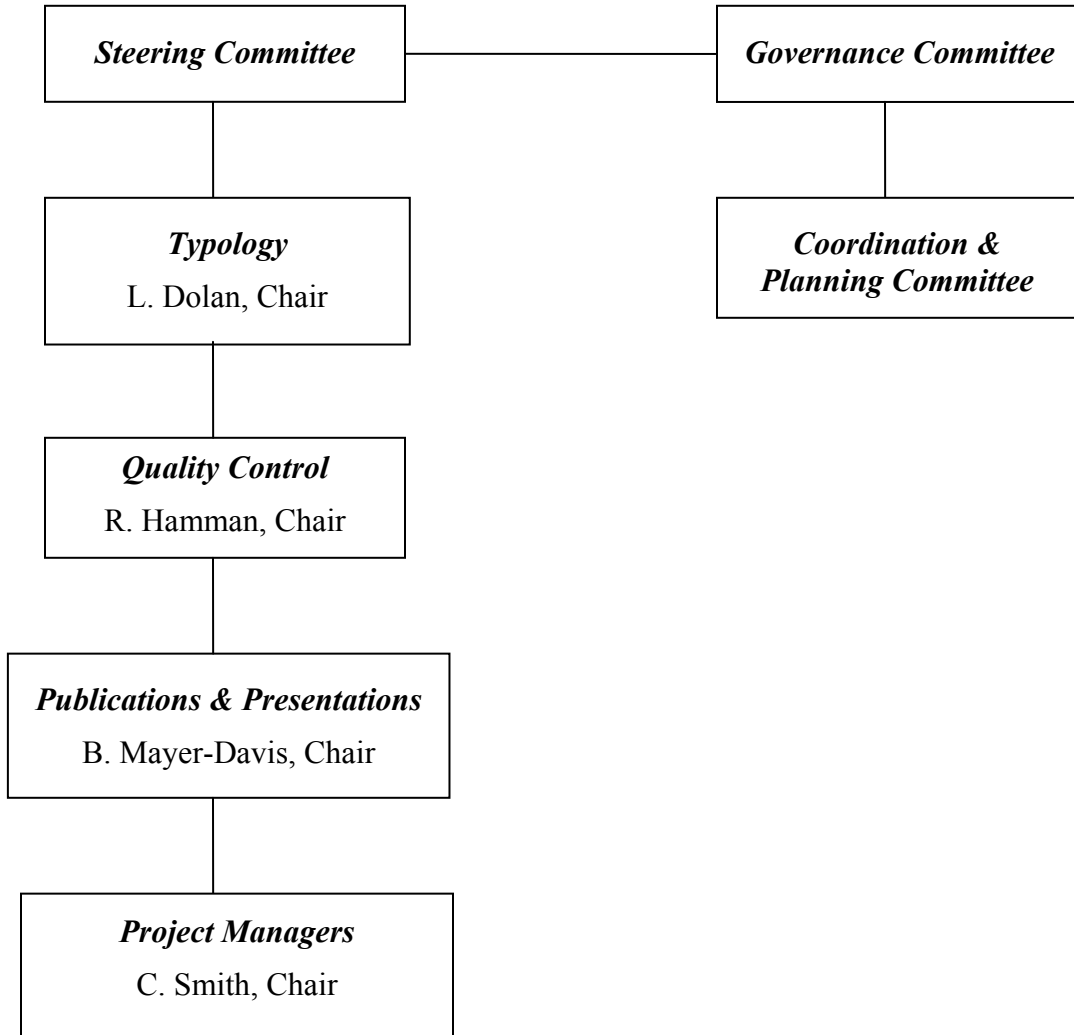 Steering Committee
Governance Committee
Typology
L. Dolan, Chair
Coordination &
Planning Committee
Quality Control
R. Hamman, Chair
Publications & Presentations
B. Mayer-Davis, Chair
Project Managers
C. Smith, Chair